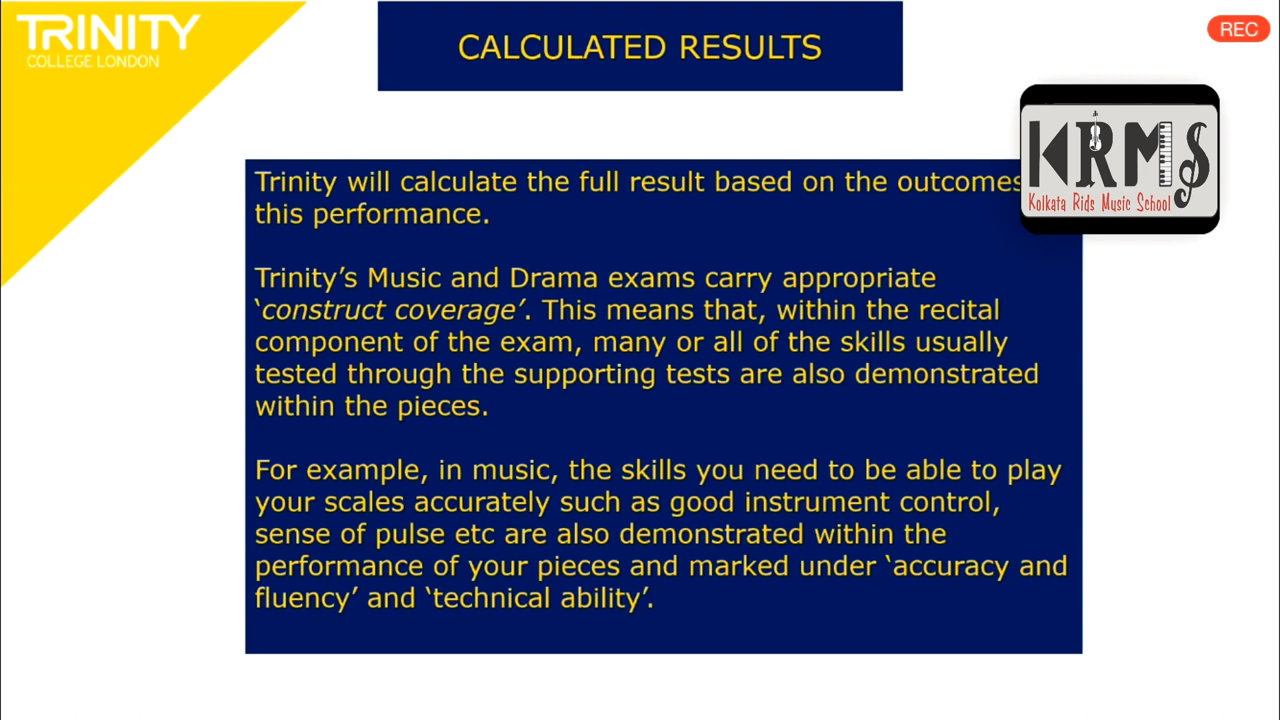 TRINITY
COLLEGE LONDON
CALCULATED RESULTS
REC
KRMS
Kolkata Rids Music School
Trinity will calculate the full result based on the outcomes
this performance.
Trinity’s Music and Drama exams carry appropriate
‘construct coverage’. This means that, within the recital
component of the exam, many or all of the skills usually
tested through the supporting tests are also demonstrated
within the pieces.
For example, in music, the skills you need to be able to play
your scales accurately such as good instrument control,
sense of pulse etc are also demonstrated within the
performance of your pieces and marked under ‘accuracy and
fluency’ and ‘technical ability’.